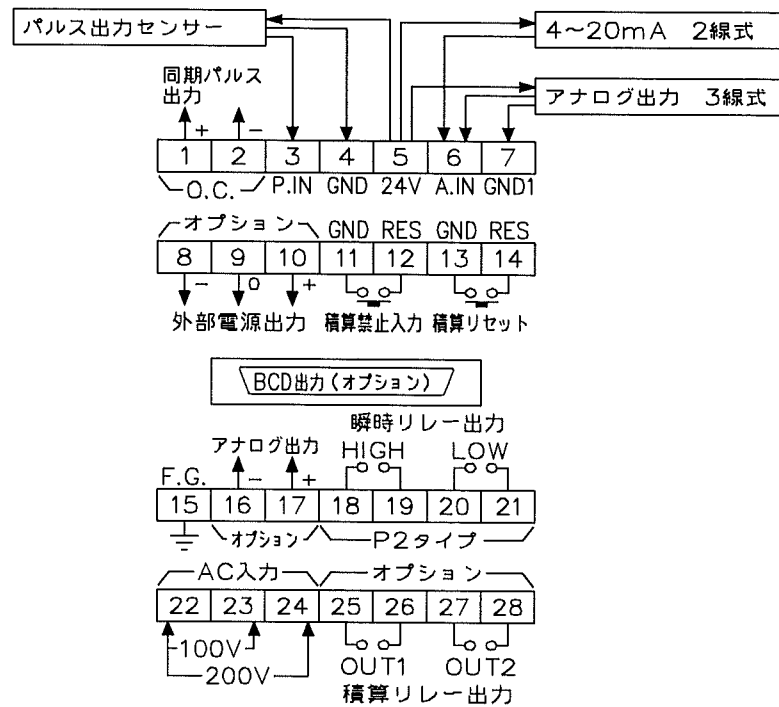 パルス出力センサー
4~20mA 2線式
アナログ出力 3線式
同期パルス
出力
+ −
1 2 3 4 5 6 7
O.C. P.IN GND 24V A.IN GND1
オプション GND RES GND RES
8 9 10 11 12 13 14
− 0 +
外部電源出力 積算禁止入力 積算リセット
BCD出力(オプション)
瞬時リレー出力
アナログ出力 HIGH LOW
F.G. − +
15 16 17 18 19 20 21
オプション P2タイプ
AC入力 オプション
22 23 24 25 26 27 28
100V
200V OUT1 OUT2
積算リレー出力